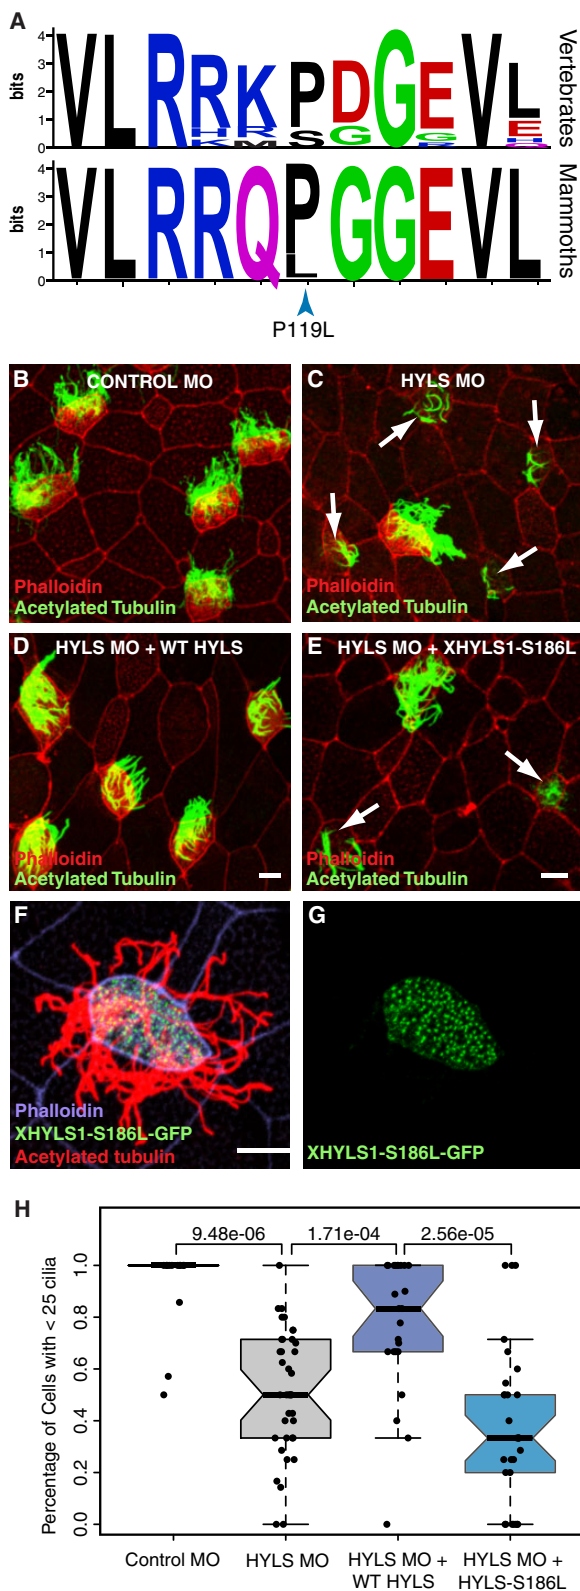 A
bits
4
3
2
1
0
VLRRKPDGEVL
HRSGGE
KMRHQ
Vertebrates
bits
4
3
2
1
0
VLRRQPGGEVL
L
Mammoths
P119L
B CONTROL MO
Phalloidin
Acetylated Tubulin
C HYLS MO
Phalloidin
Acetylated Tubulin
D HYLS MO + WT HYLS
Phalloidin
Acetylated Tubulin
E HYLS MO + XHYLS1-S186L
Phalloidin
Acetylated Tubulin
F
Phalloidin
XHYLS1-S186L-GFP
Acetylated tubulin
G
XHYLS1-S186L-GFP
H
9.48e-06 1.71e-04 2.56e-05
Percentage of Cells with < 25 cilia
1.0
0.8
0.6
0.4
0.2
0.0
Control MO
HYLS MO
HYLS MO +
WT HYLS
HYLS MO +
HYLS-S186L